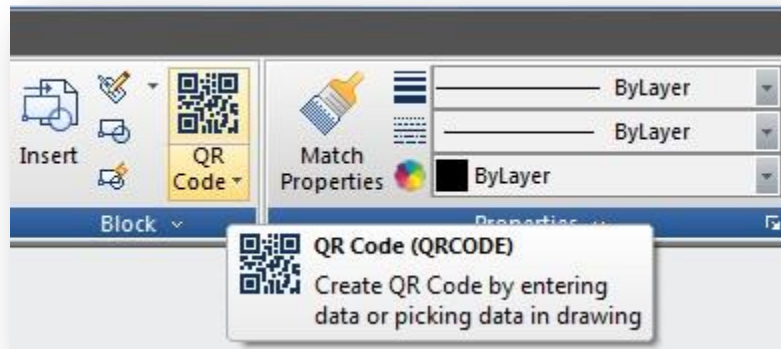 Insert
QR
Code
Match
Properties
ByLayer
ByLayer
ByLayer
Block
Properties
QR Code (QRCODE)
Create QR Code by entering
data or picking data in drawing